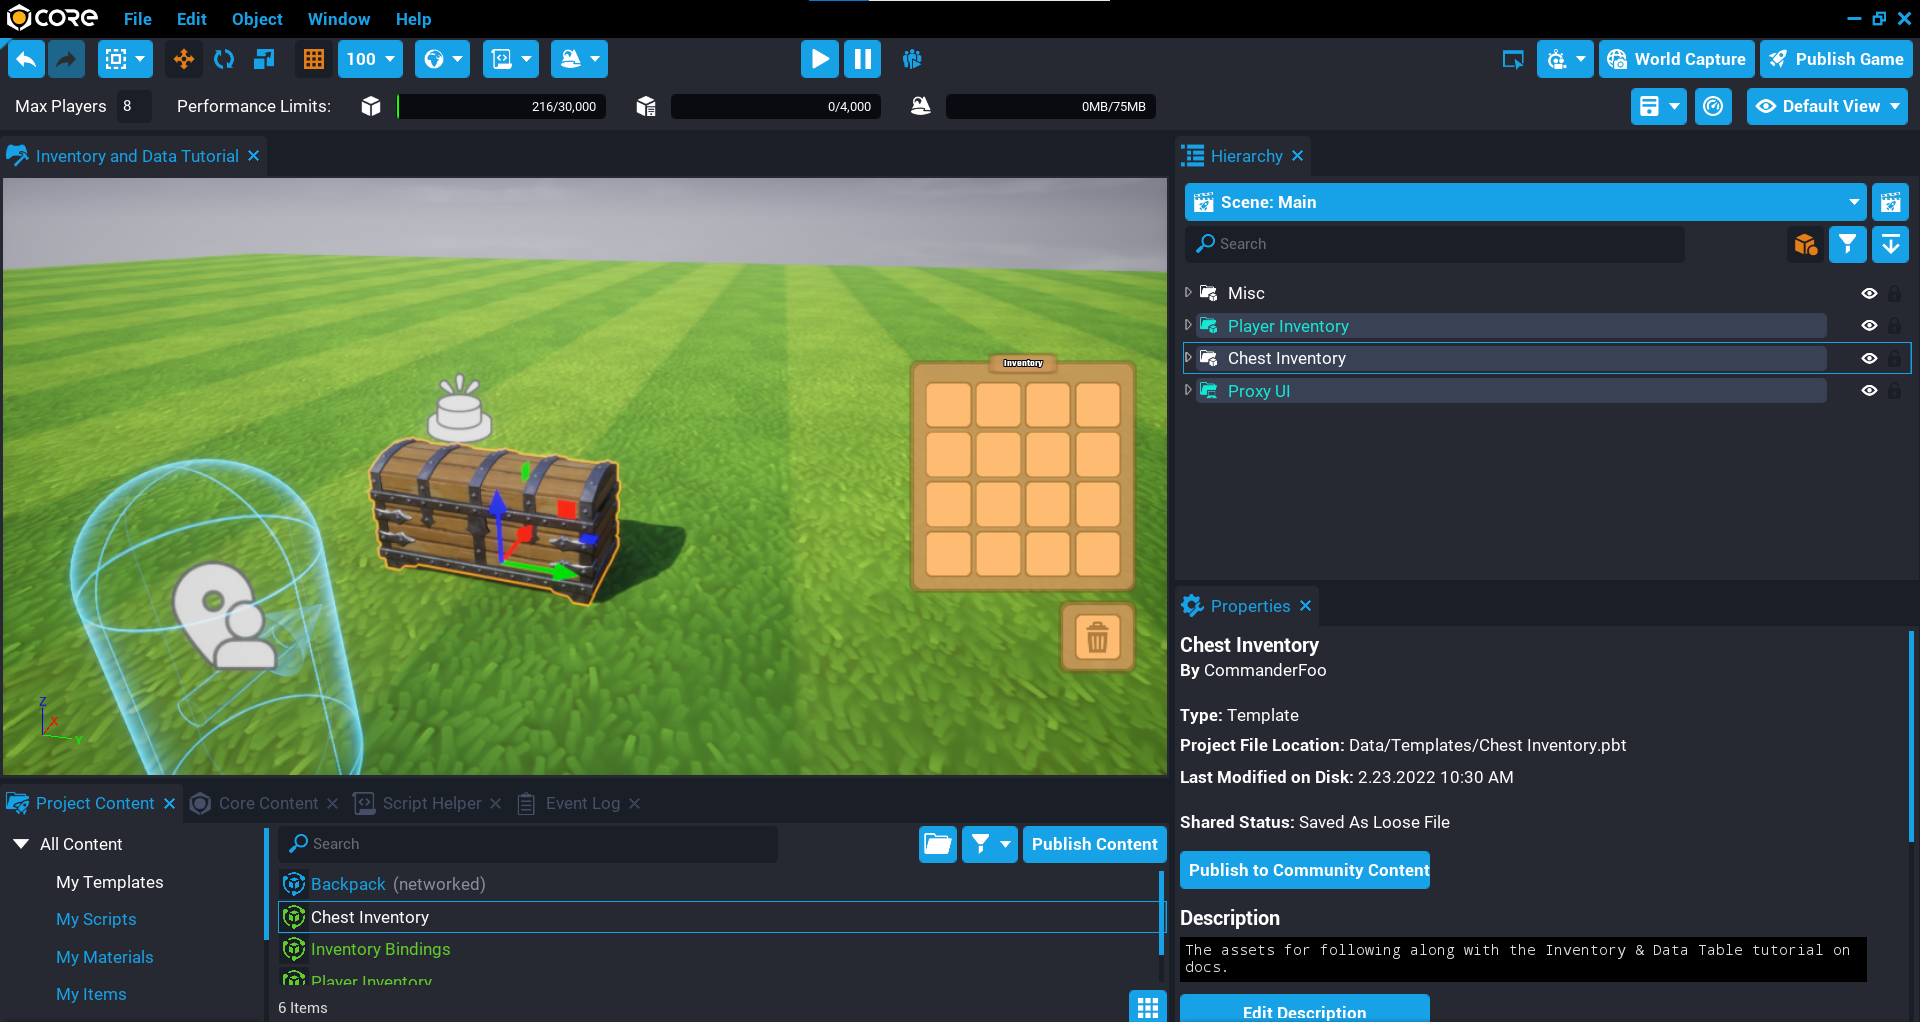 CORE File Edit Object Window Help
100 World Capture Publish Game
Max Players 8 Performance Limits: 216/30,000 0/4,000 0MB/75MB Default View
Inventory and Data Tutorial
Inventory
Z
X
Y
Hierarchy
Scene: Main
Search
Misc
Player Inventory
Chest Inventory
Proxy UI
Properties
Chest Inventory
By CommanderFoo
Type: Template
Project File Location: Data/Templates/Chest Inventory.pbt
Last Modified on Disk: 2.23.2022 10:30 AM
Shared Status: Saved As Loose File
Publish to Community Content
Description
The assets for following along with the Inventory & Data Table tutorial on
docs.
Edit Description
Project Content Core Content Script Helper Event Log
All Content
My Templates
My Scripts
My Materials
My Items
Search
Publish Content
Backpack (networked)
Chest Inventory
Inventory Bindings
Player Inventory
6 Items